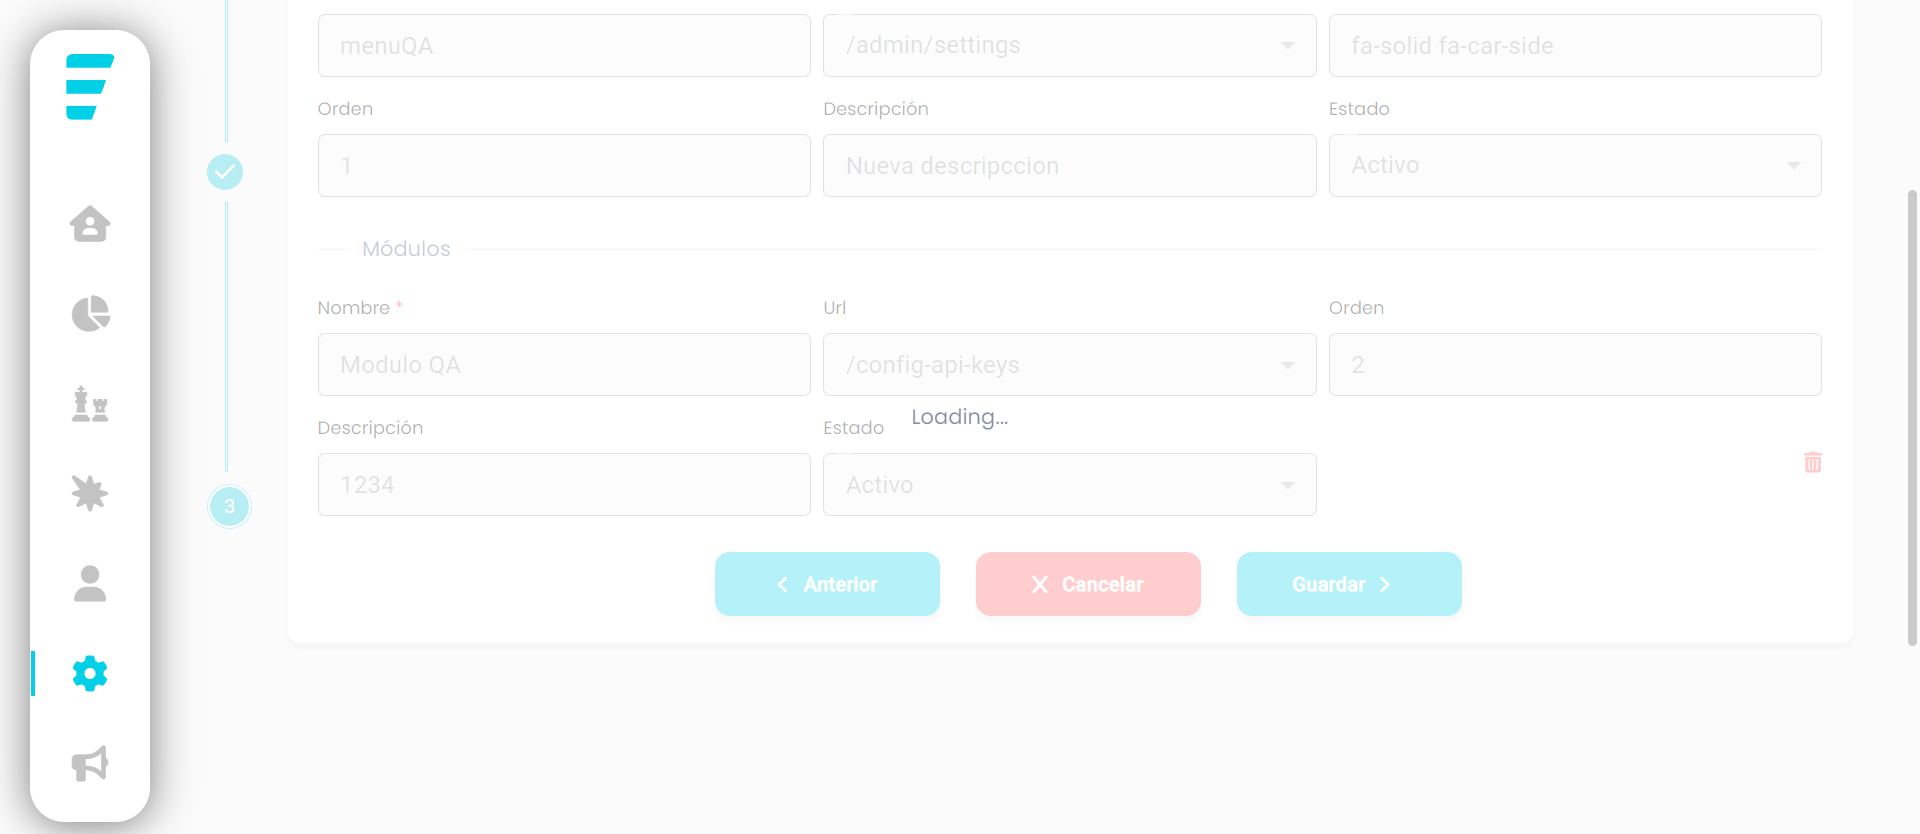 menuQA /admin/settings fa-solid fa-car-side
Orden Descripción Estado
1 Nueva descripccion Activo
Módulos
Nombre * Url Orden
Modulo QA /config-api-keys 2
Loading...
Descripción Estado
1234 Activo
3
Anterior Cancelar Guardar